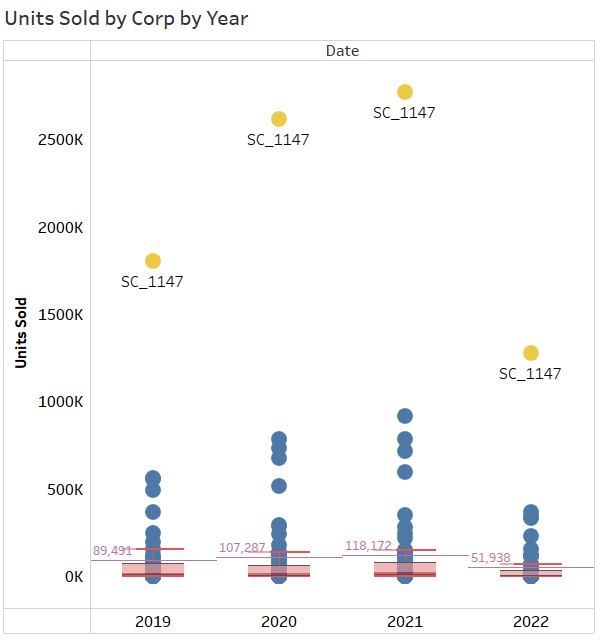 Units Sold by Corp by Year
Date
SC_1147
SC_1147
2500K
2000K
SC_1147
1500K
Units Sold
SC_1147
1000K
500K
89,491
107,287
118,172
51,938
0K
2019
2020
2021
2022